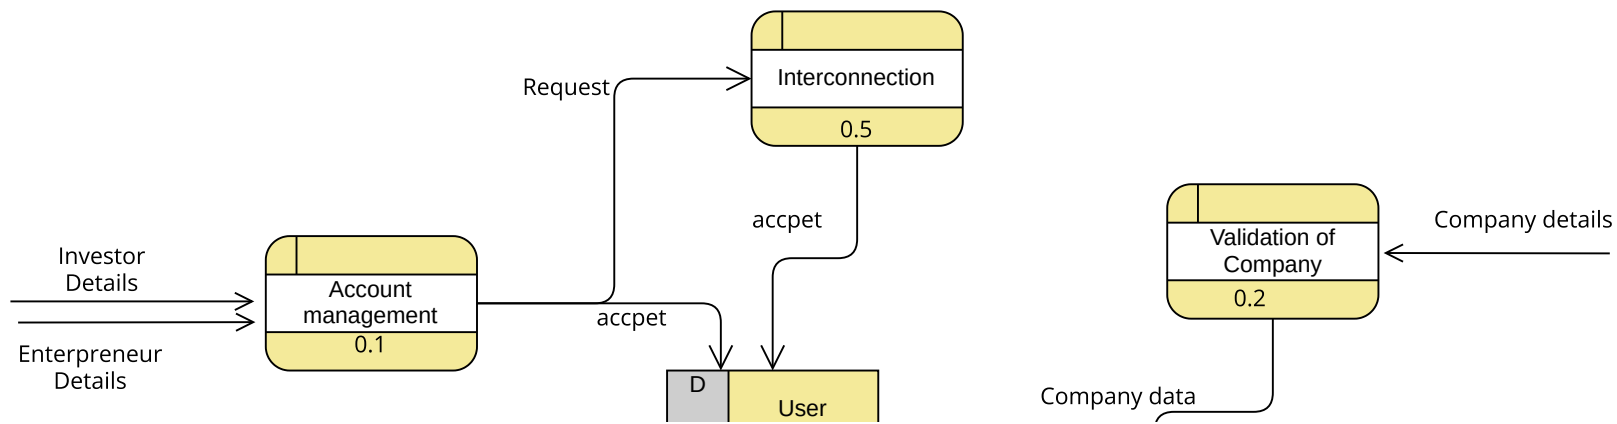 Interconnection
0.5
Request
accpet
Investor
Details
Account
management
0.1
Enterpreneur
Details
accpet
D
User
Validation of
Company
0.2
Company details
Company data